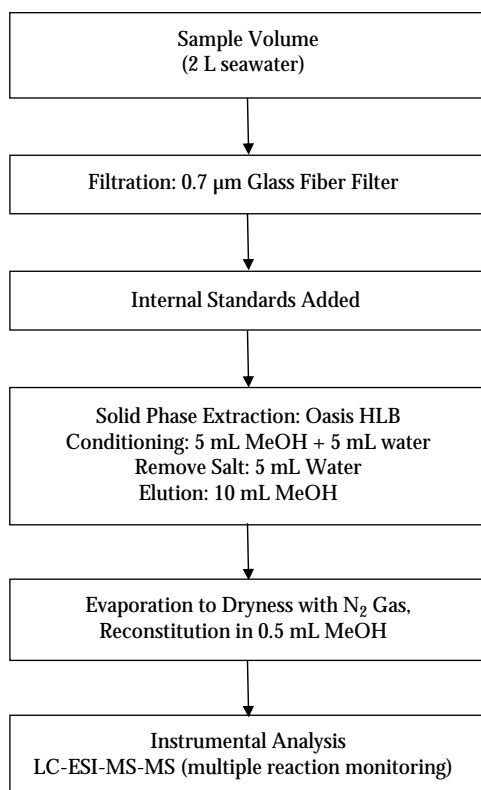 Sample Volume
(2 L seawater)
Filtration: 0.7 µm Glass Fiber Filter
Internal Standards Added
Solid Phase Extraction: Oasis HLB
Conditioning: 5 mL MeOH + 5 mL water
Remove Salt: 5 mL Water
Elution: 10 mL MeOH
Evaporation to Dryness with N₂ Gas,
Reconstitution in 0.5 mL MeOH
Instrumental Analysis
LC-ESI-MS-MS (multiple reaction monitoring)